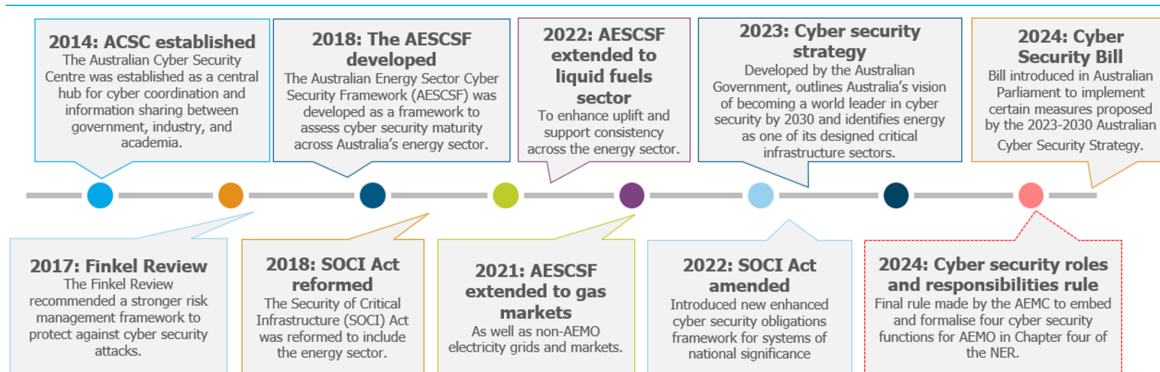 2014: ACSC established
The Australian Cyber Security
Centre was established as a central
hub for cyber coordination and
information sharing between
government, industry, and
academia.
2018: The AESCSF
developed
The Australian Energy Sector Cyber
Security Framework (AESCSF) was
developed as a framework to
assess cyber security maturity
across Australia's energy sector.
2022: AESCSF
extended to
liquid fuels
sector
To enhance uplift and
support consistency
across the energy sector.
2023: Cyber security
strategy
Developed by the Australian
Government, outlines Australia's vision
of becoming a world leader in cyber
security by 2030 and identifies energy
as one of its designed critical
infrastructure sectors.
2024: Cyber
Security Bill
Bill introduced in Australian
Parliament to implement
certain measures proposed
by the 2023-2030 Australian
Cyber Security Strategy.
2017: Finkel Review
The Finkel Review
recommended a stronger risk
management framework to
protect against cyber security
attacks.
2018: SOCI Act
reformed
The Security of Critical
Infrastructure (SOCI) Act
was reformed to include
the energy sector.
2021: AESCSF
extended to gas
markets
As well as non-AEMO
electricity grids and markets.
2022: SOCI Act
amended
Introduced new enhanced
cyber security obligations
framework for systems of
national significance
2024: Cyber security roles
and responsibilities rule
Final rule made by the AEMC to embed
and formalise four cyber security
functions for AEMO in Chapter four of
the NER.